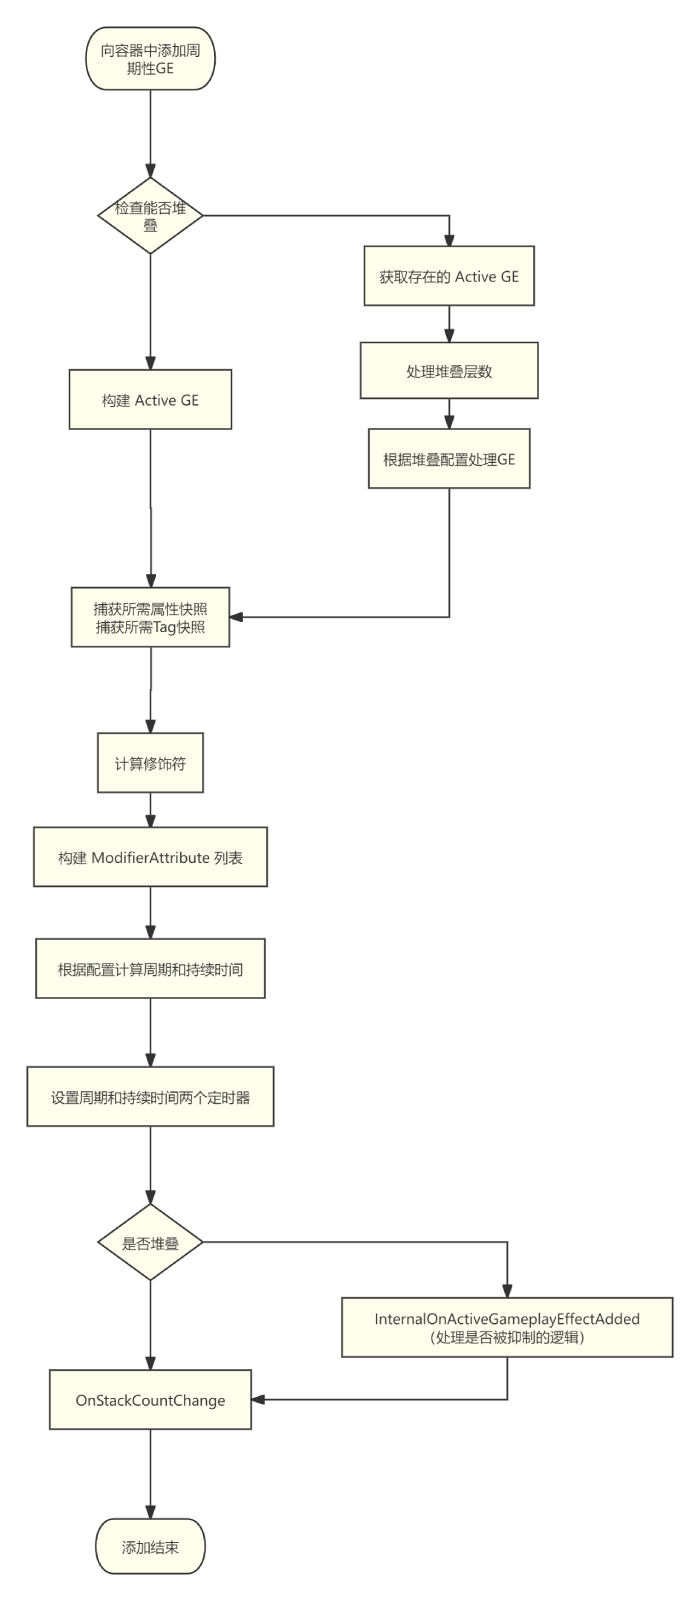 向容器中添加周
期性GE
检查能否堆
叠
获取存在的 Active GE
处理堆叠层数
构建 Active GE
根据堆叠配置处理GE
捕获所需属性快照
捕获所需Tag快照
计算修饰符
构建 ModifierAttribute 列表
根据配置计算周期和持续时间
设置周期和持续时间两个定时器
是否堆叠
InternalOnActiveGameplayEffectAdded
（处理是否被抑制的逻辑）
OnStackCountChange
添加结束